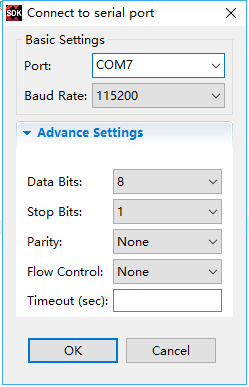 SDK Connect to serial port
Basic Settings
Port: COM7
Baud Rate: 115200
Advance Settings
Data Bits: 8
Stop Bits: 1
Parity: None
Flow Control: None
Timeout (sec):
OK Cancel